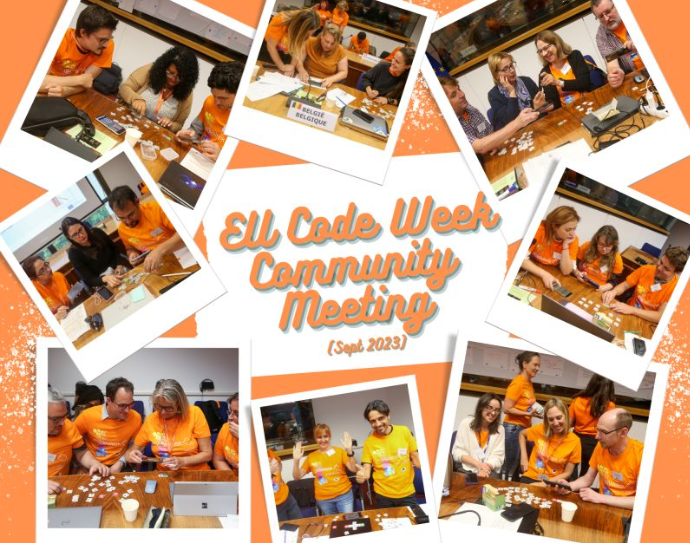 BELGIË
BELGIQUE
EU Code Week
Community
Meeting
(Sept 2023)